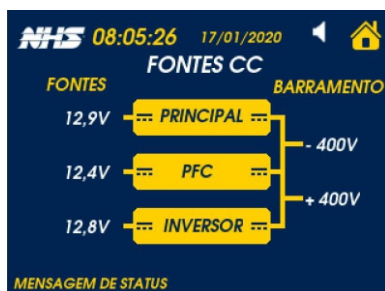 NHS 08:05:26 17/01/2020
FONTES CC
FONTES
BARRAMENTO
12,9V PRINCIPAL
- 400V
12,4V PFC
+ 400V
12,8V INVERSOR
MENSAGEM DE STATUS